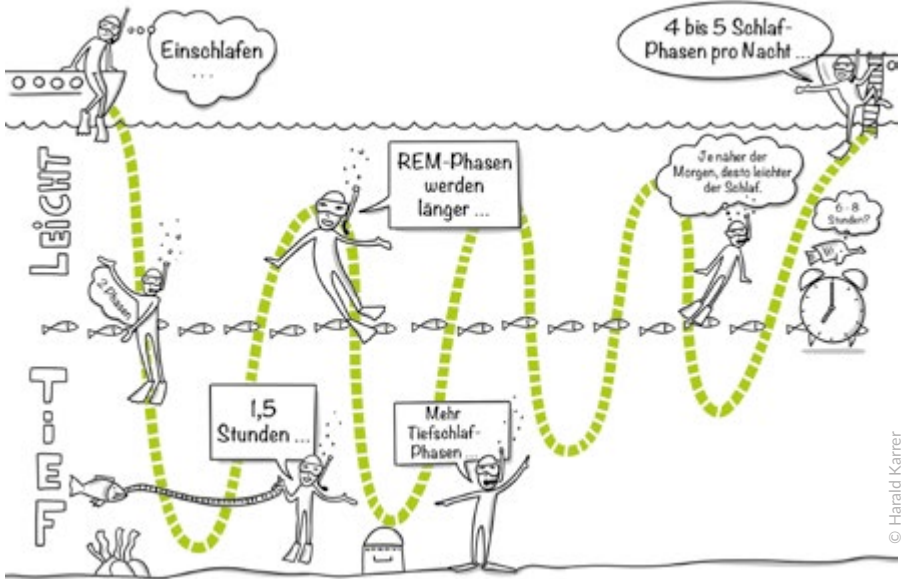 Einschlafen
...
4 bis 5 Schlaf-
Phasen pro Nacht ...
REM-Phasen
werden
länger ...
Je näher der
Morgen, desto leichter
der Schlaf.
6 - 8
Stunden?
LEiCHT
2 Phasen
TiEF
1,5
Stunden ...
Mehr
Tiefschlaf-
Phasen ...
© Harald Karrer